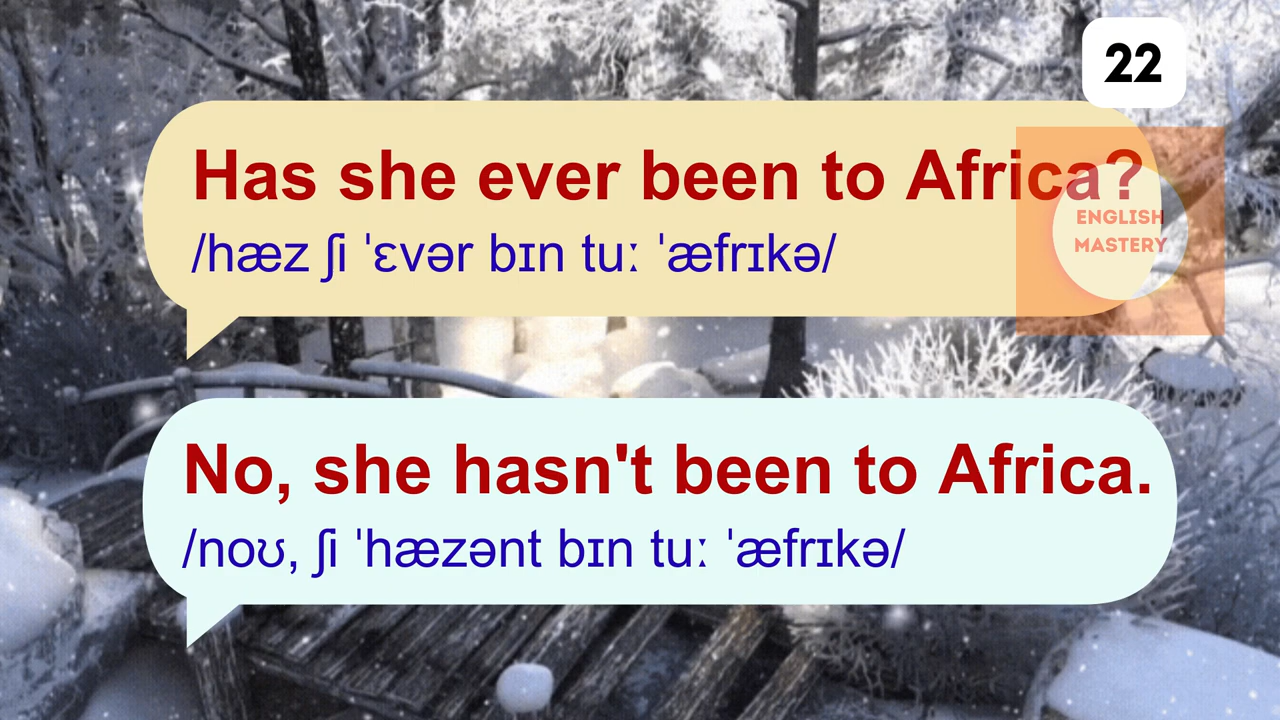 22
Has she ever been to Africa?
/hæz ʃi ˈɛvər bɪn tuː ˈæfrɪkə/
ENGLISH
MASTERY
No, she hasn't been to Africa.
/noʊ, ʃi ˈhæzənt bɪn tuː ˈæfrɪkə/